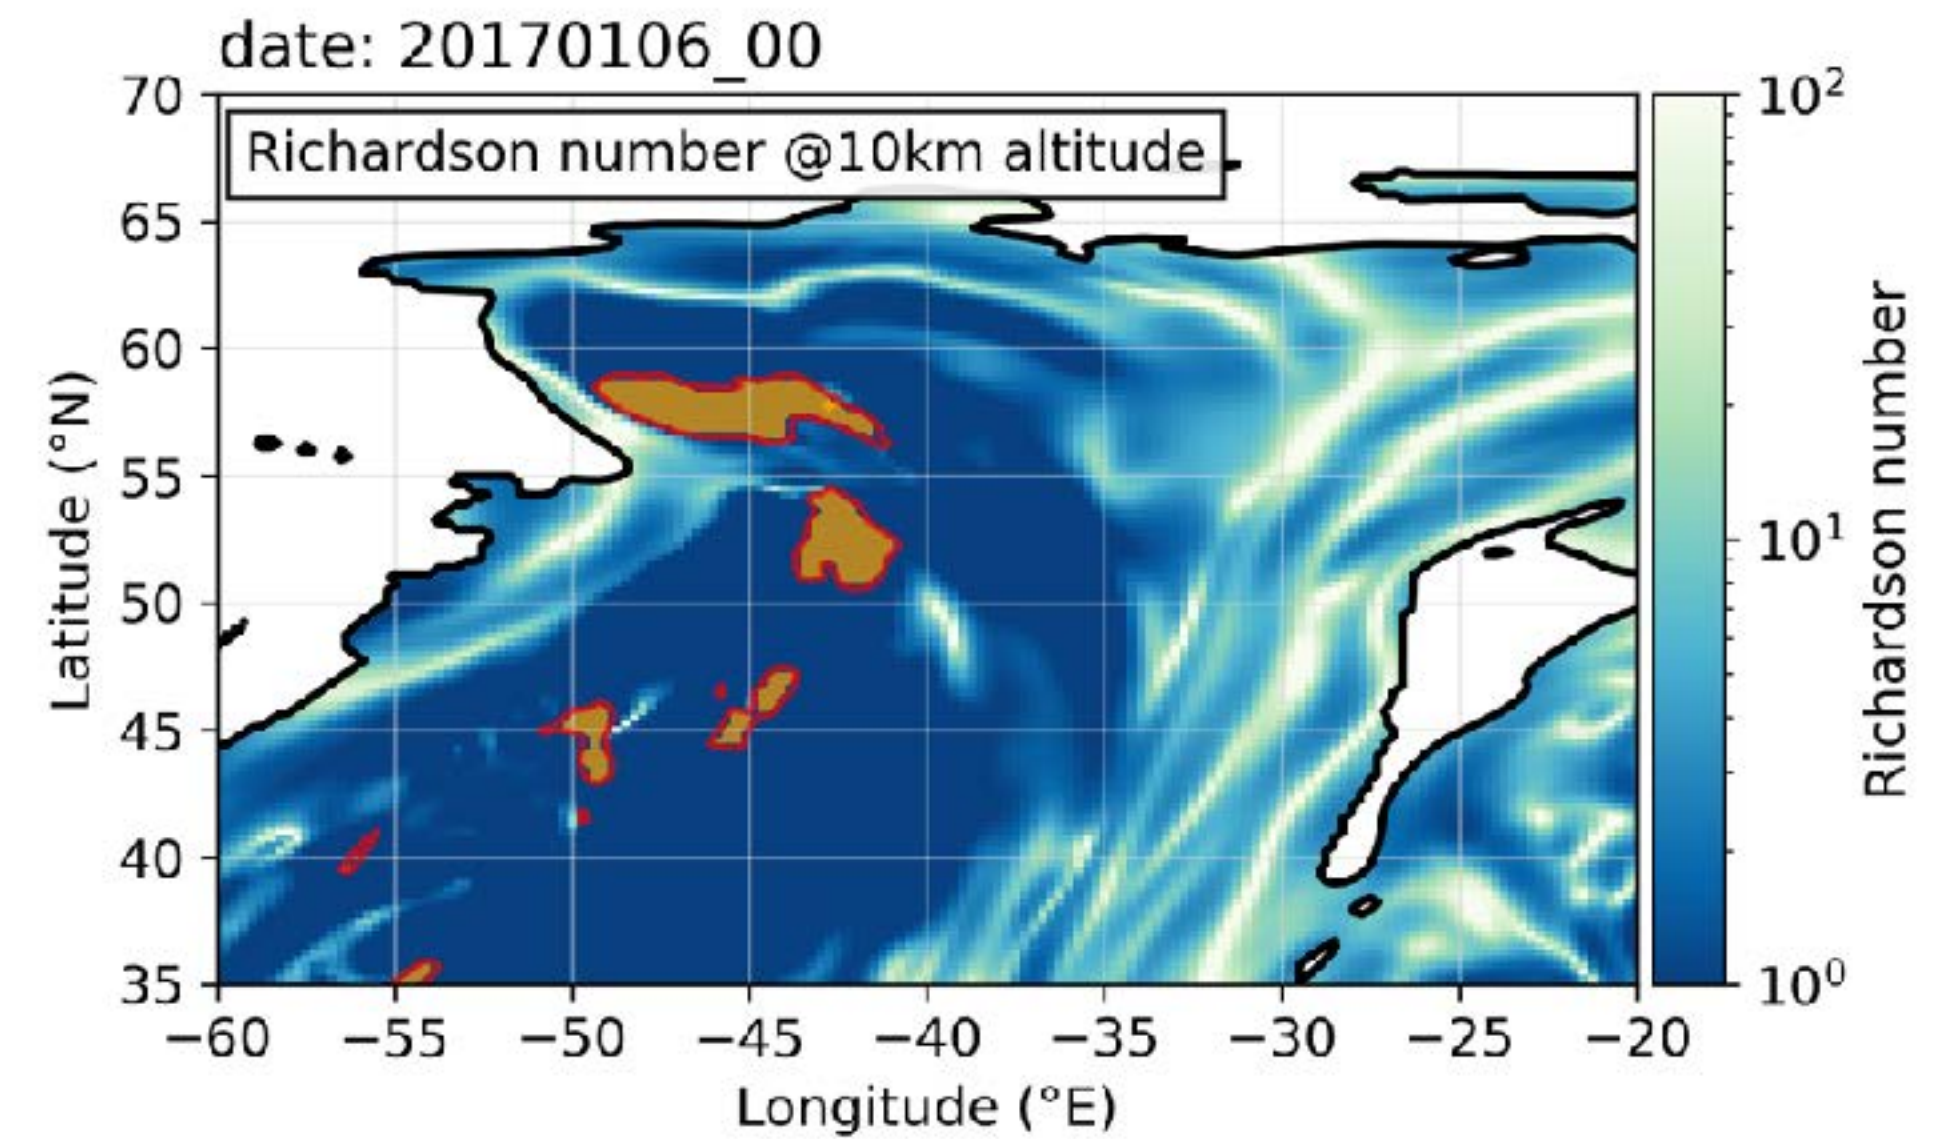 date: 20170106_00
Richardson number @10km altitude
70
65
60
55
50
45
40
35
Latitude (°N)
−60 −55 −50 −45 −40 −35 −30 −25 −20
Longitude (°E)
10²
10¹
10⁰
Richardson number